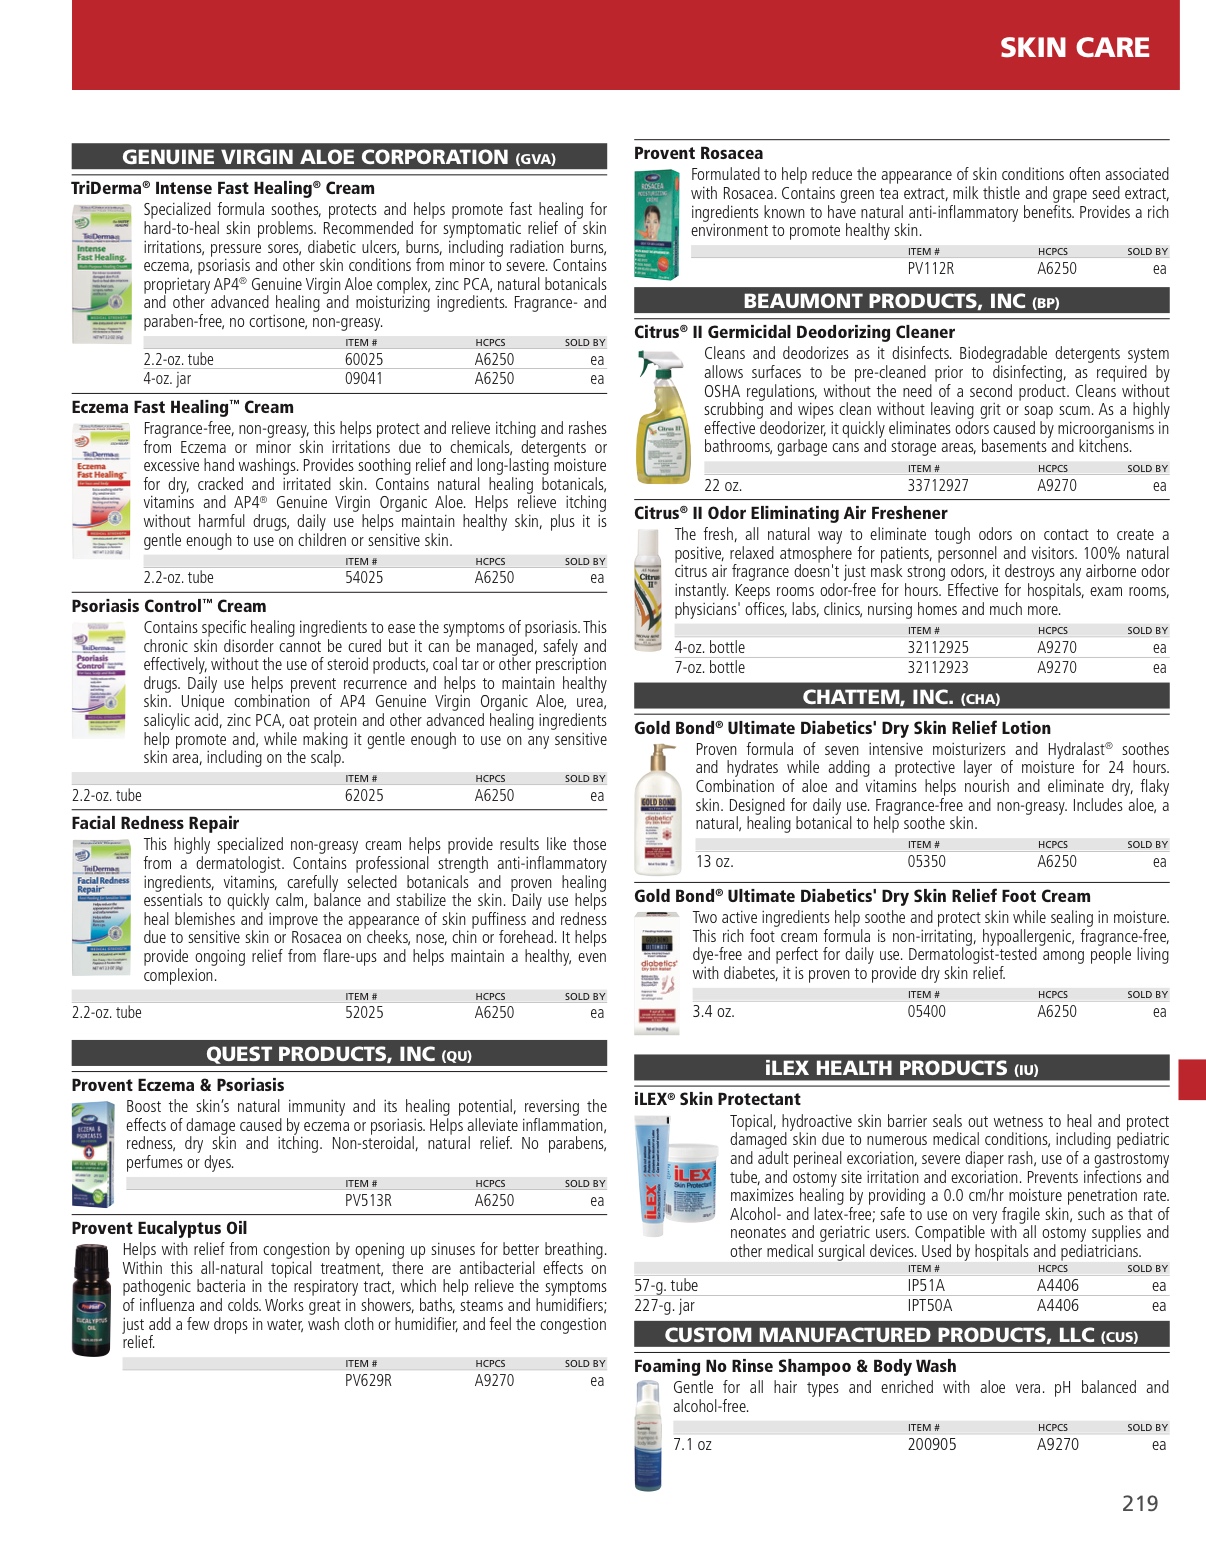 SKIN CARE
GENUINE VIRGIN ALOE CORPORATION (GVA)
TriDerma® Intense Fast Healing® Cream
Specialized formula soothes, protects and helps promote fast healing for
hard-to-heal skin problems. Recommended for symptomatic relief of skin
irritations, pressure sores, diabetic ulcers, burns, including radiation burns,
eczema, psoriasis and other skin conditions from minor to severe. Contains
proprietary AP4® Genuine Virgin Aloe complex, zinc PCA, natural botanicals
and other advanced healing and moisturizing ingredients. Fragrance- and
paraben-free, no cortisone, non-greasy.
ITEM # HCPCS SOLD BY
2.2-oz. tube 60025 A6250 ea
4-oz. jar 09041 A6250 ea
Eczema Fast Healing™ Cream
Fragrance-free, non-greasy, this helps protect and relieve itching and rashes
from Eczema or minor skin irritations due to chemicals, detergents or
excessive hand washings. Provides soothing relief and long-lasting moisture
for dry, cracked and irritated skin. Contains natural healing botanicals,
vitamins and AP4® Genuine Virgin Organic Aloe. Helps relieve itching
without harmful drugs, daily use helps maintain healthy skin, plus it is
gentle enough to use on children or sensitive skin.
ITEM # HCPCS SOLD BY
2.2-oz. tube 54025 A6250 ea
Psoriasis Control™ Cream
Contains specific healing ingredients to ease the symptoms of psoriasis. This
chronic skin disorder cannot be cured but it can be managed, safely and
effectively, without the use of steroid products, coal tar or other prescription
drugs. Daily use helps prevent recurrence and helps to maintain healthy
skin. Unique combination of AP4 Genuine Virgin Organic Aloe, urea,
salicylic acid, zinc PCA, oat protein and other advanced healing ingredients
help promote and, while making it gentle enough to use on any sensitive
skin area, including on the scalp.
ITEM # HCPCS SOLD BY
2.2-oz. tube 62025 A6250 ea
Facial Redness Repair
This highly specialized non-greasy cream helps provide results like those
from a dermatologist. Contains professional strength anti-inflammatory
ingredients, vitamins, carefully selected botanicals and proven healing
essentials to quickly calm, balance and stabilize the skin. Daily use helps
heal blemishes and improve the appearance of skin puffiness and redness
due to sensitive skin or Rosacea on cheeks, nose, chin or forehead. It helps
provide ongoing relief from flare-ups and helps maintain a healthy, even
complexion.
ITEM # HCPCS SOLD BY
2.2-oz. tube 52025 A6250 ea
QUEST PRODUCTS, INC (QU)
Provent Eczema & Psoriasis
Boost the skin’s natural immunity and its healing potential, reversing the
effects of damage caused by eczema or psoriasis. Helps alleviate inflammation,
redness, dry skin and itching. Non-steroidal, natural relief. No parabens,
perfumes or dyes.
ITEM # HCPCS SOLD BY
PV513R A6250 ea
Provent Eucalyptus Oil
Helps with relief from congestion by opening up sinuses for better breathing.
Within this all-natural topical treatment, there are antibacterial effects on
pathogenic bacteria in the respiratory tract, which help relieve the symptoms
of influenza and colds. Works great in showers, baths, steams and humidifiers;
just add a few drops in water, wash cloth or humidifier, and feel the congestion
relief.
ITEM # HCPCS SOLD BY
PV629R A9270 ea
Provent Rosacea
Formulated to help reduce the appearance of skin conditions often associated
with Rosacea. Contains green tea extract, milk thistle and grape seed extract,
ingredients known to have natural anti-inflammatory benefits. Provides a rich
environment to promote healthy skin.
ITEM # HCPCS SOLD BY
PV112R A6250 ea
BEAUMONT PRODUCTS, INC (BP)
Citrus® II Germicidal Deodorizing Cleaner
Cleans and deodorizes as it disinfects. Biodegradable detergents system
allows surfaces to be pre-cleaned prior to disinfecting, as required by
OSHA regulations, without the need of a second product. Cleans without
scrubbing and wipes clean without leaving grit or soap scum. As a highly
effective deodorizer, it quickly eliminates odors caused by microorganisms in
bathrooms, garbage cans and storage areas, basements and kitchens.
ITEM # HCPCS SOLD BY
22 oz. 33712927 A9270 ea
Citrus® II Odor Eliminating Air Freshener
The fresh, all natural way to eliminate tough odors on contact to create a
positive, relaxed atmosphere for patients, personnel and visitors. 100% natural
citrus air fragrance doesn't just mask strong odors, it destroys any airborne odor
instantly. Keeps rooms odor-free for hours. Effective for hospitals, exam rooms,
physicians' offices, labs, clinics, nursing homes and much more.
ITEM # HCPCS SOLD BY
4-oz. bottle 32112925 A9270 ea
7-oz. bottle 32112923 A9270 ea
CHATTEM, INC. (CHA)
Gold Bond® Ultimate Diabetics' Dry Skin Relief Lotion
Proven formula of seven intensive moisturizers and Hydralast® soothes
and hydrates while adding a protective layer of moisture for 24 hours.
Combination of aloe and vitamins helps nourish and eliminate dry, flaky
skin. Designed for daily use. Fragrance-free and non-greasy. Includes aloe, a
natural, healing botanical to help soothe skin.
ITEM # HCPCS SOLD BY
13 oz. 05350 A6250 ea
Gold Bond® Ultimate Diabetics' Dry Skin Relief Foot Cream
Two active ingredients help soothe and protect skin while sealing in moisture.
This rich foot cream formula is non-irritating, hypoallergenic, fragrance-free,
dye-free and perfect for daily use. Dermatologist-tested among people living
with diabetes, it is proven to provide dry skin relief.
ITEM # HCPCS SOLD BY
3.4 oz. 05400 A6250 ea
iLEX HEALTH PRODUCTS (IU)
iLEX® Skin Protectant
Topical, hydroactive skin barrier seals out wetness to heal and protect
damaged skin due to numerous medical conditions, including pediatric
and adult perineal excoriation, severe diaper rash, use of a gastrostomy
tube, and ostomy site irritation and excoriation. Prevents infections and
maximizes healing by providing a 0.0 cm/hr moisture penetration rate.
Alcohol- and latex-free; safe to use on very fragile skin, such as that of
neonates and geriatric users. Compatible with all ostomy supplies and
other medical surgical devices. Used by hospitals and pediatricians.
ITEM # HCPCS SOLD BY
57-g. tube IP51A A4406 ea
227-g. jar IPT50A A4406 ea
CUSTOM MANUFACTURED PRODUCTS, LLC (CUS)
Foaming No Rinse Shampoo & Body Wash
Gentle for all hair types and enriched with aloe vera. pH balanced and
alcohol-free.
ITEM # HCPCS SOLD BY
7.1 oz 200905 A9270 ea
219